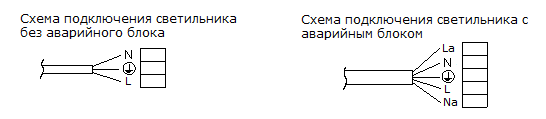 Схема подключения светильника
без аварийного блока
N
L
Схема подключения светильника с
аварийным блоком
La
N
L
Na